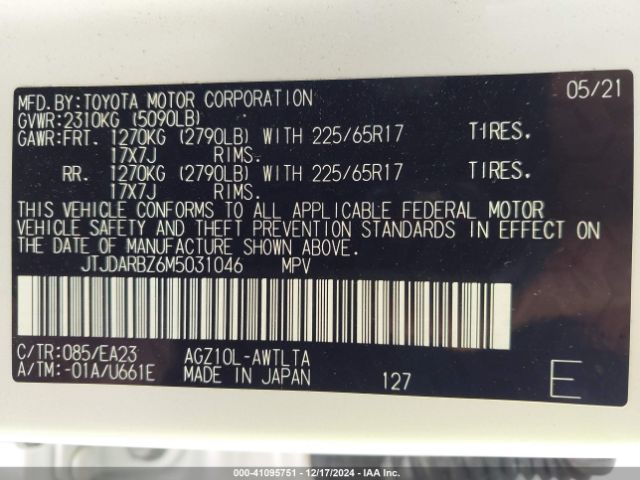 MFD.BY:TOYOTA MOTOR CORPORATION 05/21
GVWR:2310KG (5090LB)
GAWR:FRT. 1270KG (2790LB) WITH 225/65R17 TIRES.
17X7J RIMS.
RR. 1270KG (2790LB) WITH 225/65R17 TIRES.
17X7J RIMS.
THIS VEHICLE CONFORMS TO ALL APPLICABLE FEDERAL MOTOR
VEHICLE SAFETY AND THEFT PREVENTION STANDARDS IN EFFECT ON
THE DATE OF MANUFACTURE SHOWN ABOVE.
JTJDARBZ6M5031046 MPV
C/TR:085/EA23 AGZ10L-AWTLTA
A/TM:-01A/U661E MADE IN JAPAN 127 E
000-41095751 — 12/17/2024 — IAA Inc.